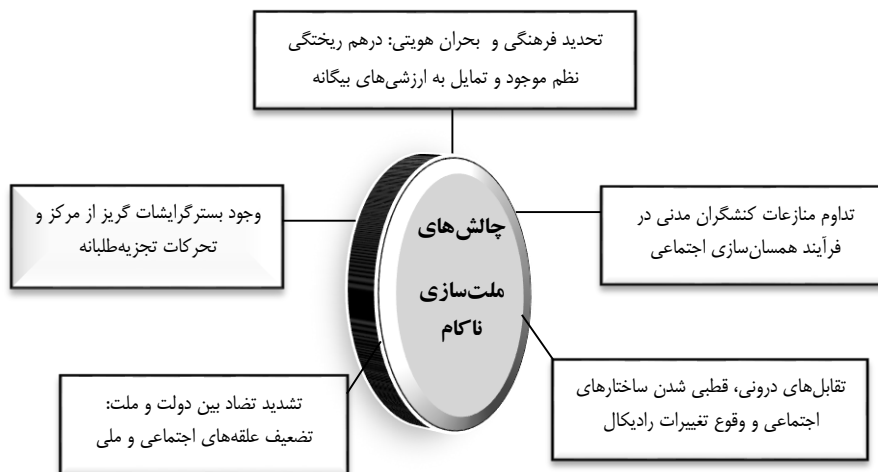 تحدید فرهنگی و بحران هویتی: درهم ریختگی
نظم موجود و تمایل به ارزشی‌های بیگانه
تداوم منازعات کنشگران مدنی در
فرآیند همسان‌سازی اجتماعی
وجود بسترگرایشات گریز از مرکز و
تحرکات تجزیه‌طلبانه
چالش‌های
ملت‌سازی
ناکام
تقابل‌های درونی، قطبی شدن ساختارهای
اجتماعی و وقوع تغییرات رادیکال
تشدید تضاد بین دولت و ملت:
تضعیف علقه‌های اجتماعی و ملی